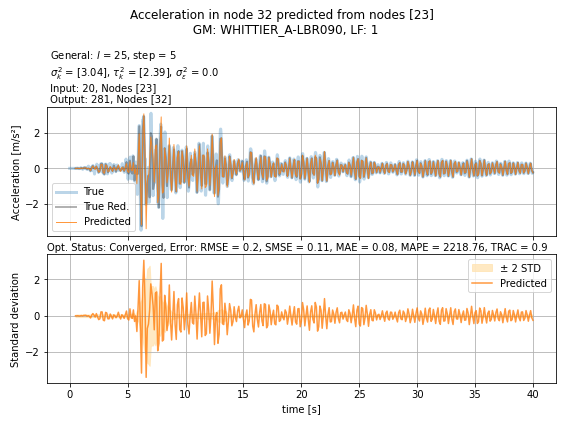 Acceleration in node 32 predicted from nodes [23]
GM: WHITTIER_A-LBR090, LF: 1
General: l = 25, step = 5
σ²ₖ = [3.04], τ²ₖ = [2.39], σ²ε = 0.0
Input: 20, Nodes [23]
Output: 281, Nodes [32]
Acceleration [m/s²]
2
0
−2
True
True Red.
Predicted
Opt. Status: Converged, Error: RMSE = 0.2, SMSE = 0.11, MAE = 0.08, MAPE = 2218.76, TRAC = 0.9
Standard deviation
2
0
−2
± 2 STD
Predicted
0 5 10 15 20 25 30 35 40
time [s]